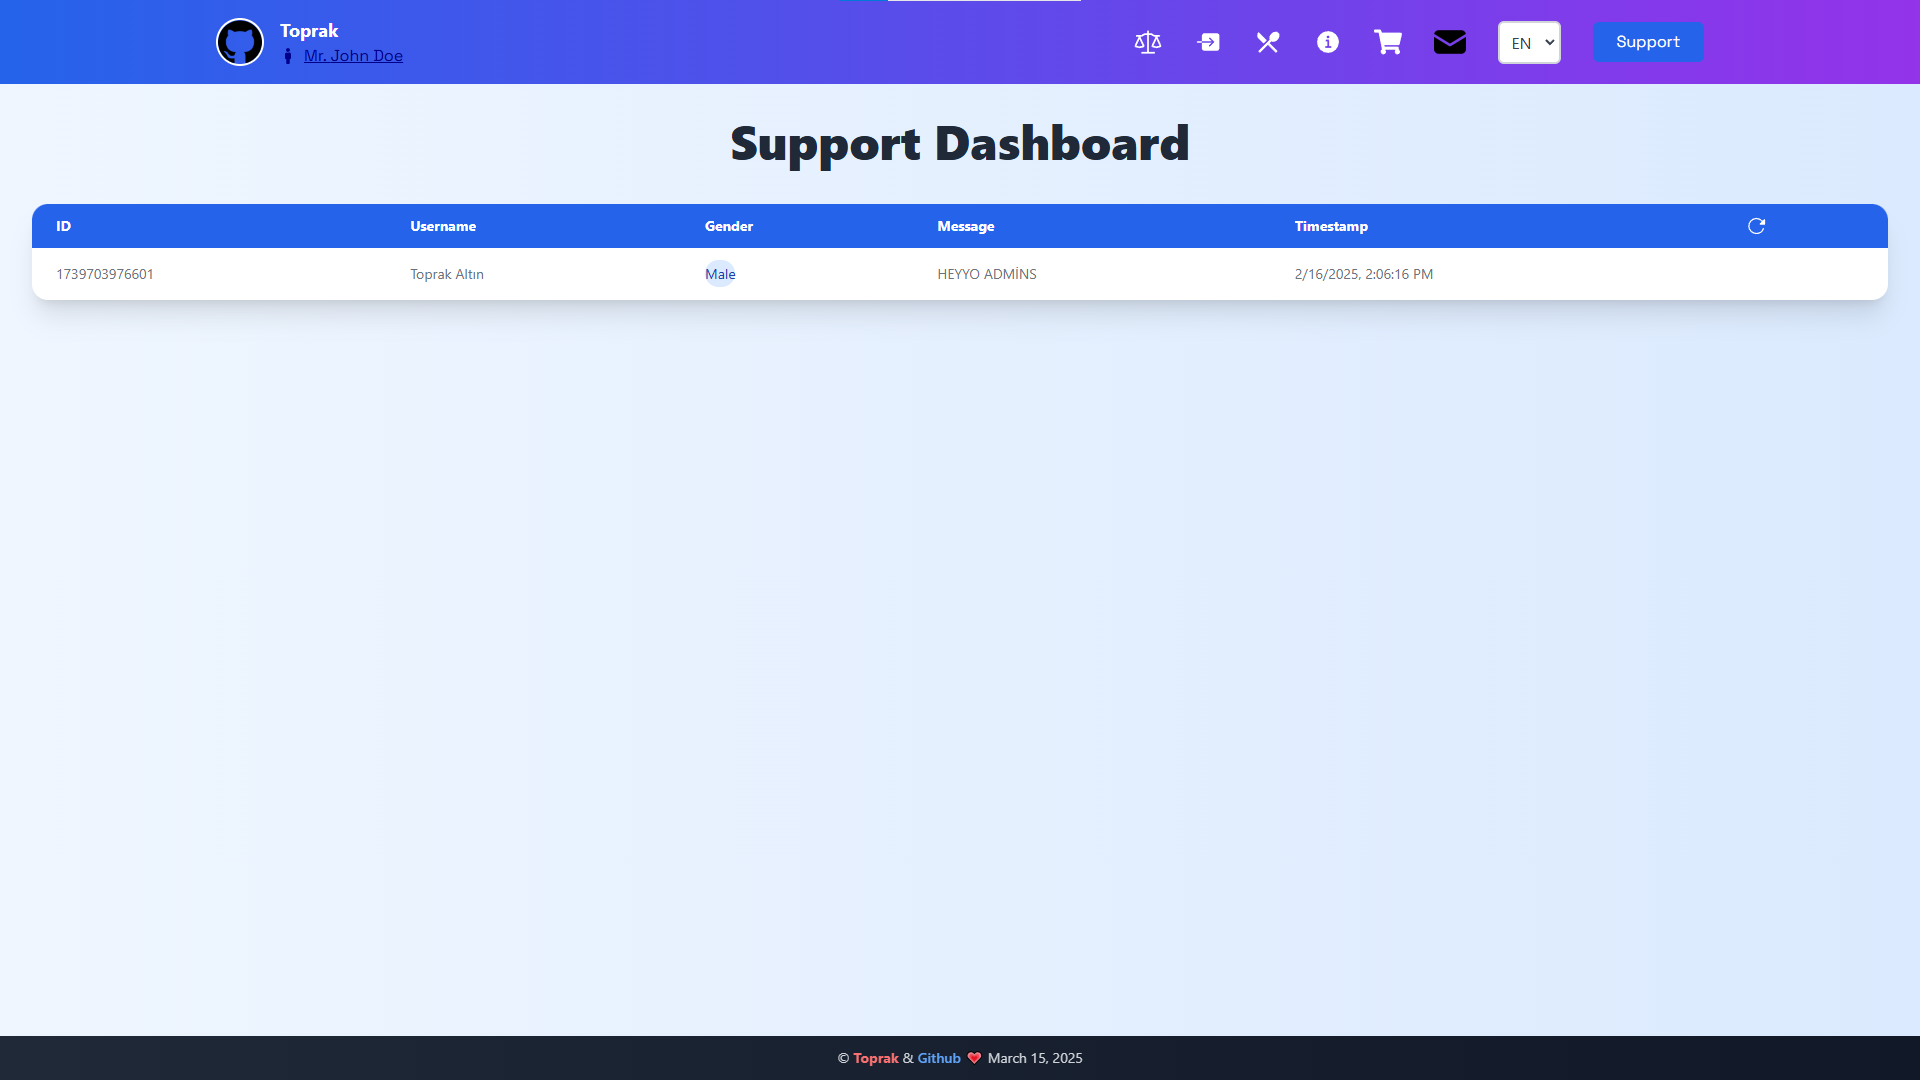 Toprak
Mr. John Doe
EN
Support
Support Dashboard
ID Username Gender Message Timestamp
1739703976601 Toprak Altın Male HEYYO ADMİNS 2/16/2025, 2:06:16 PM
© Toprak & Github ❤️ March 15, 2025